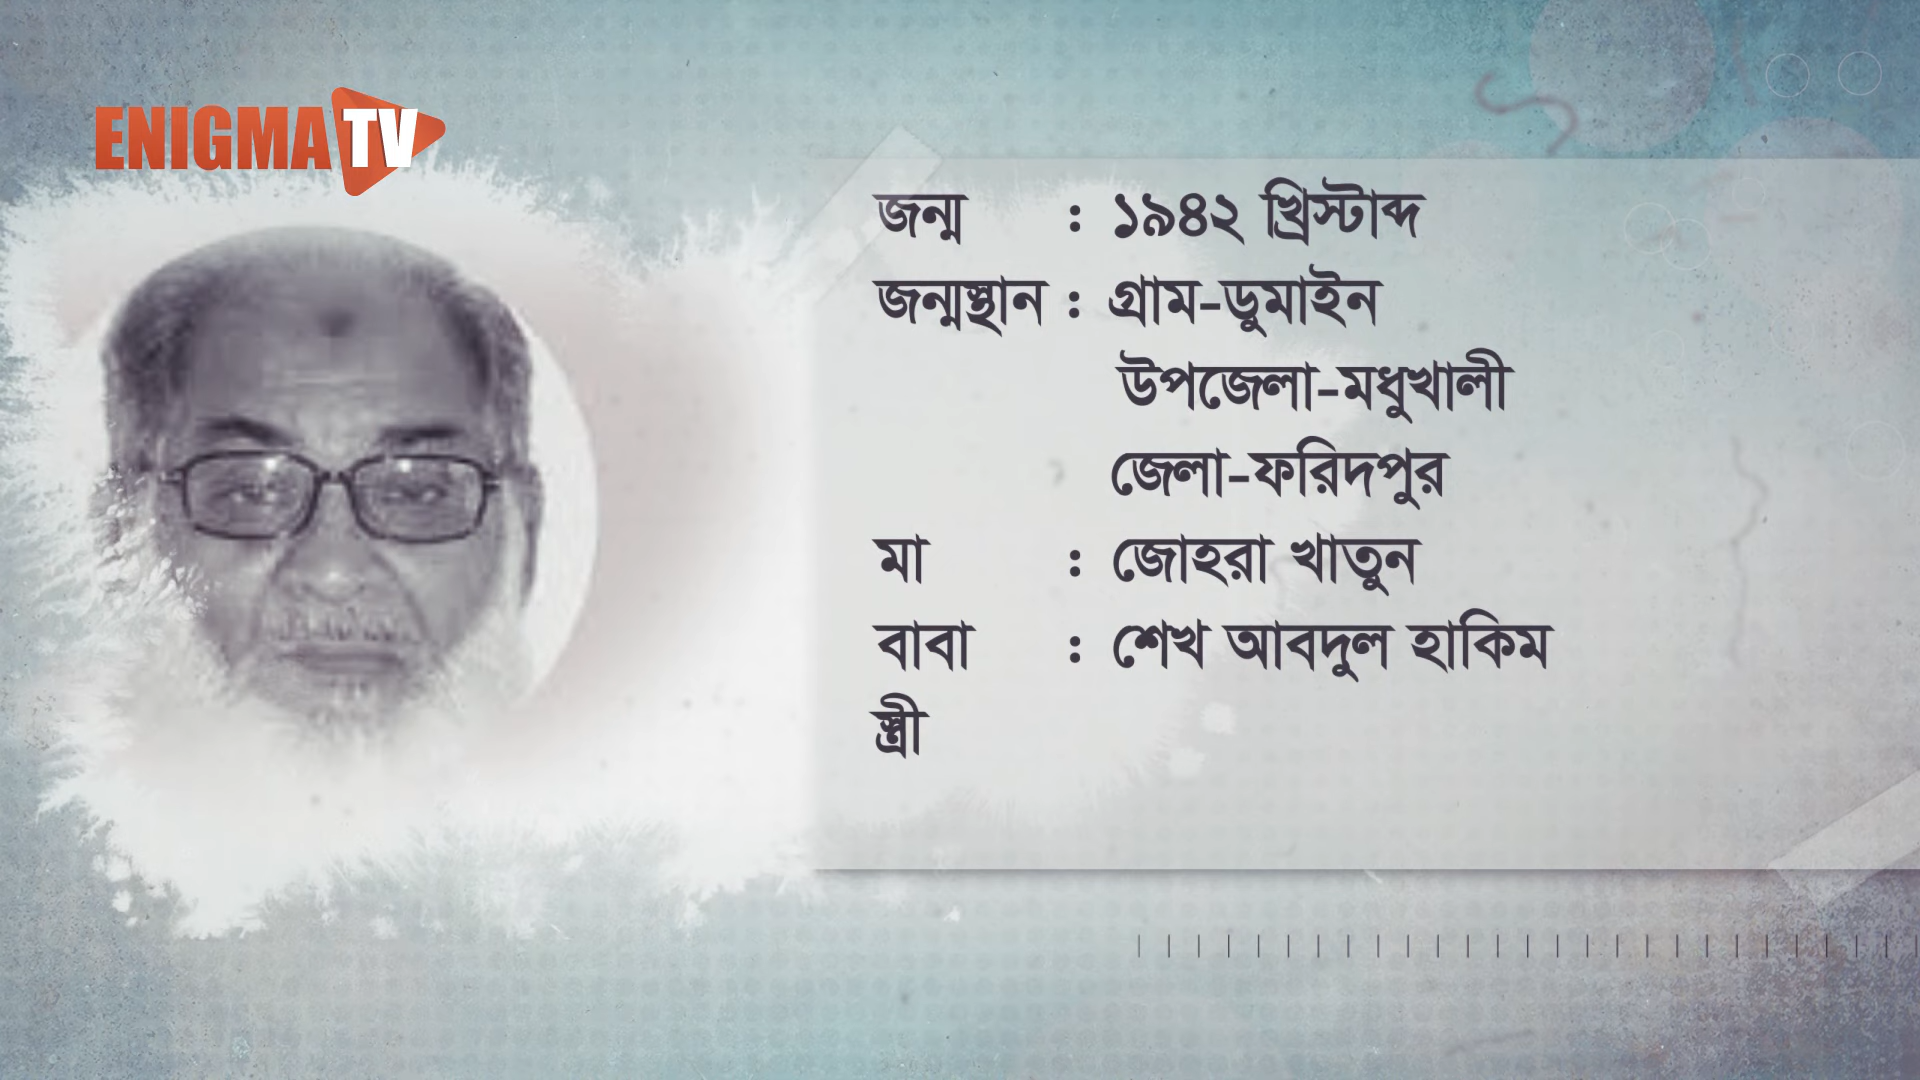 ENIGMA TV
জন্ম : ১৯৪২ খ্রিস্টাব্দ
জন্মস্থান : গ্রাম-ডুমাইন
উপজেলা-মধুখালী
জেলা-ফরিদপুর
মা : জোহরা খাতুন
বাবা : শেখ আবদুল হাকিম
স্ত্রী